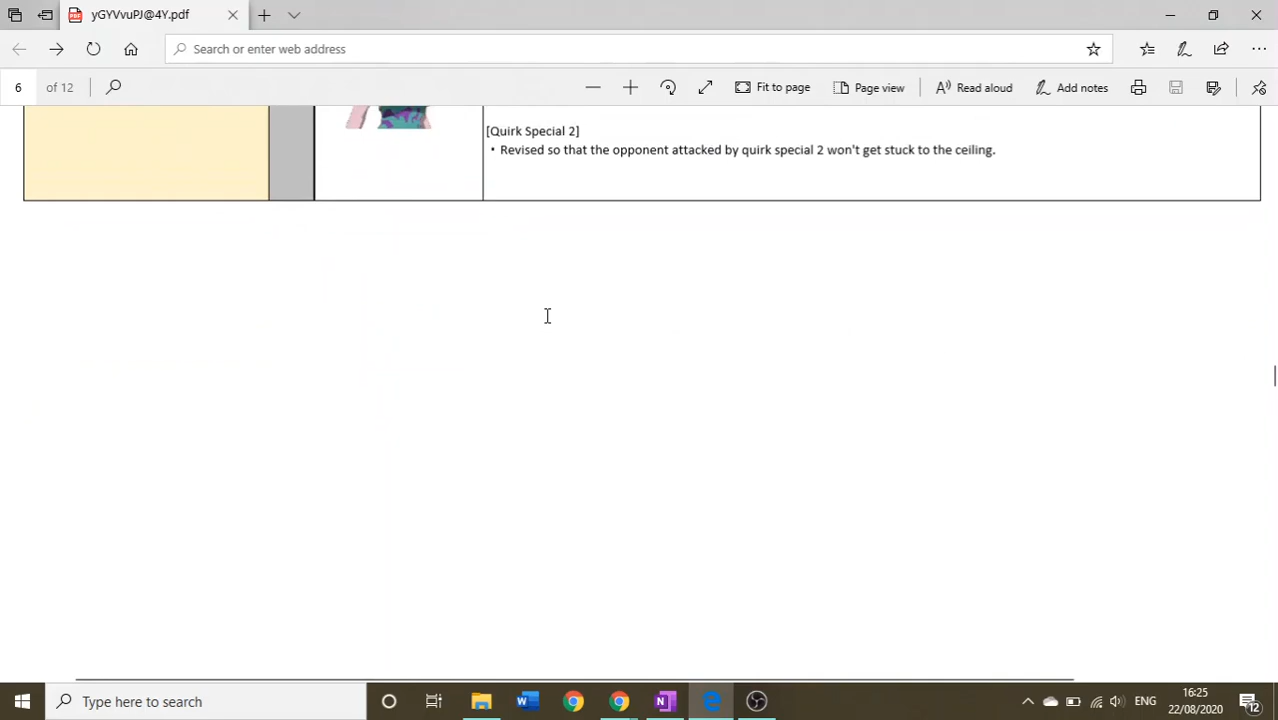 yGYVvuPJ@4Y.pdf
Search or enter web address
6 of 12
Fit to page
Page view
Read aloud
Add notes
[Quirk Special 2]
・Revised so that the opponent attacked by quirk special 2 won't get stuck to the ceiling.
Type here to search
ENG
16:25
22/08/2020
12